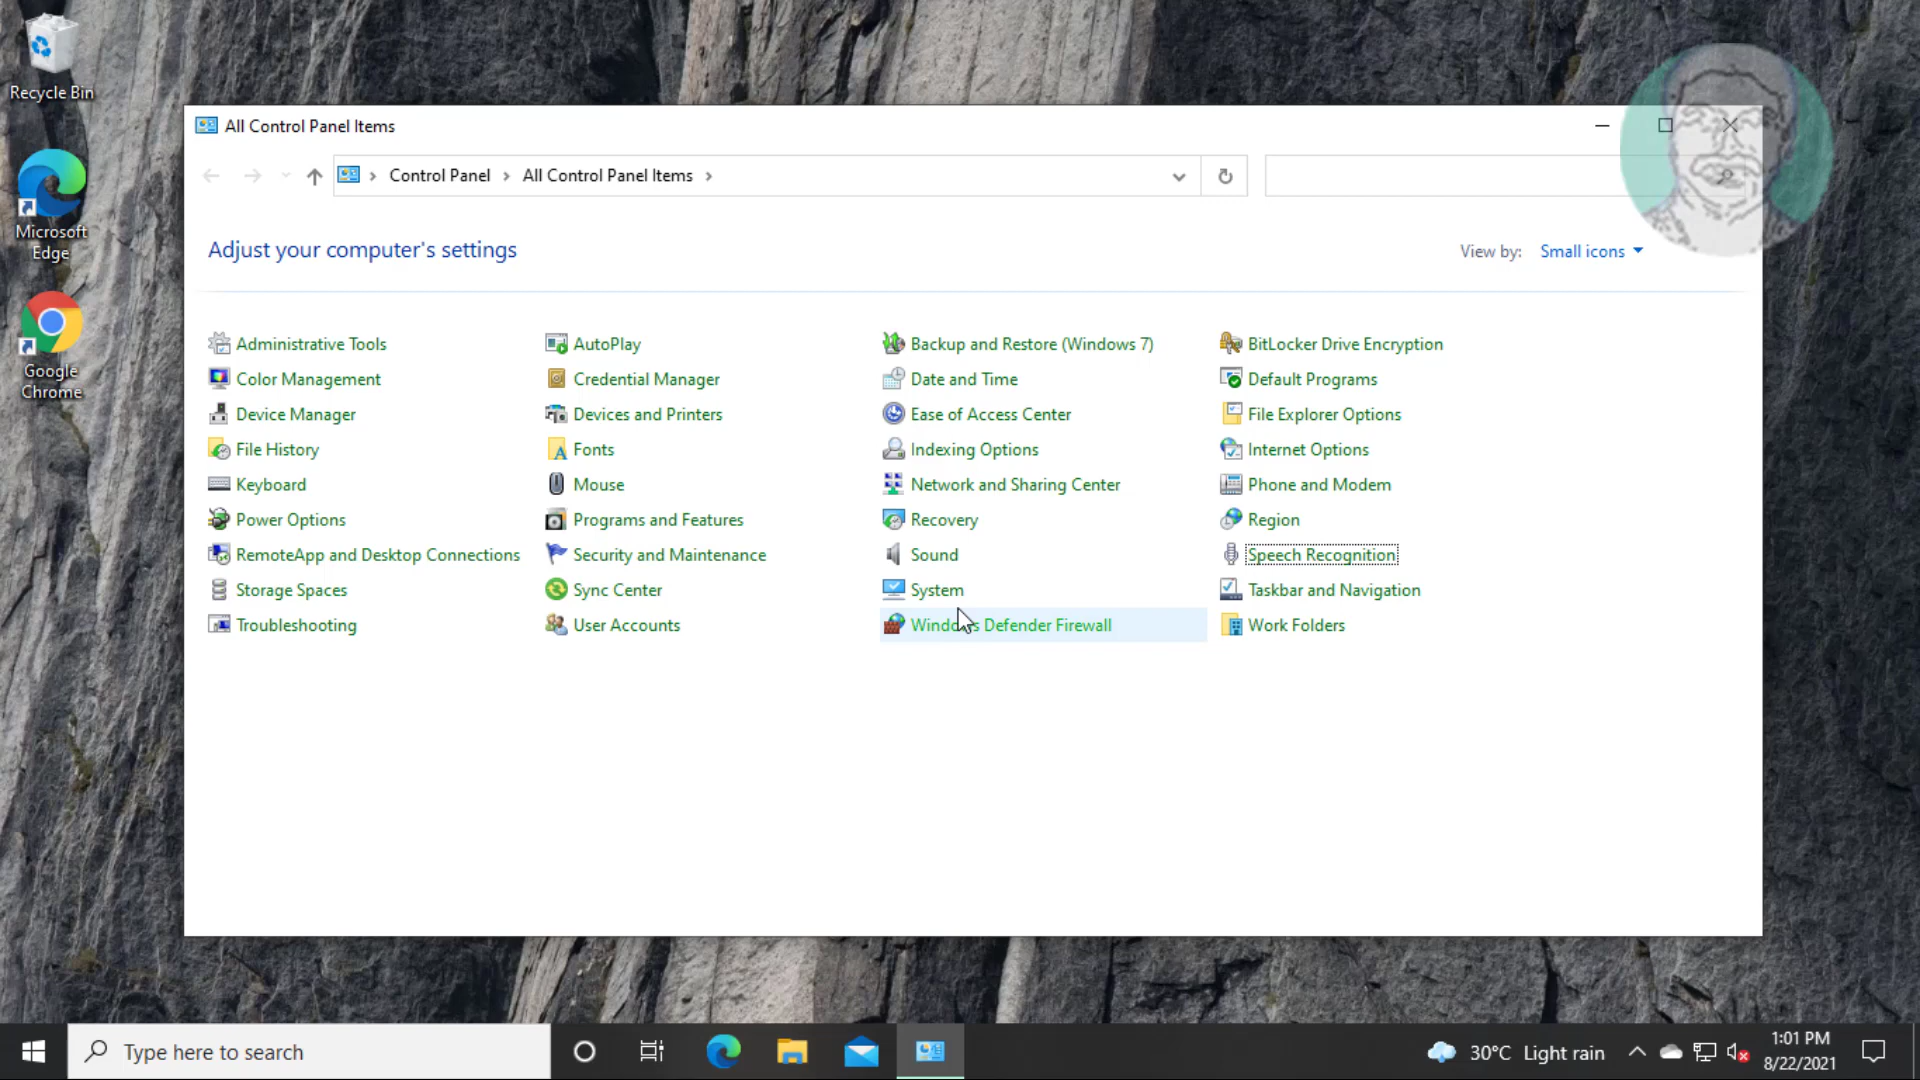 Recycle Bin
Microsoft
Edge
Google
Chrome
All Control Panel Items
Control Panel
All Control Panel Items
Adjust your computer's settings
View by:
Small icons
Administrative Tools
AutoPlay
Backup and Restore (Windows 7)
BitLocker Drive Encryption
Color Management
Credential Manager
Date and Time
Default Programs
Device Manager
Devices and Printers
Ease of Access Center
File Explorer Options
File History
Fonts
Indexing Options
Internet Options
Keyboard
Mouse
Network and Sharing Center
Phone and Modem
Power Options
Programs and Features
Recovery
Region
RemoteApp and Desktop Connections
Security and Maintenance
Sound
Speech Recognition
Storage Spaces
Sync Center
System
Taskbar and Navigation
Troubleshooting
User Accounts
Windows Defender Firewall
Work Folders
Type here to search
30°C Light rain
1:01 PM
8/22/2021